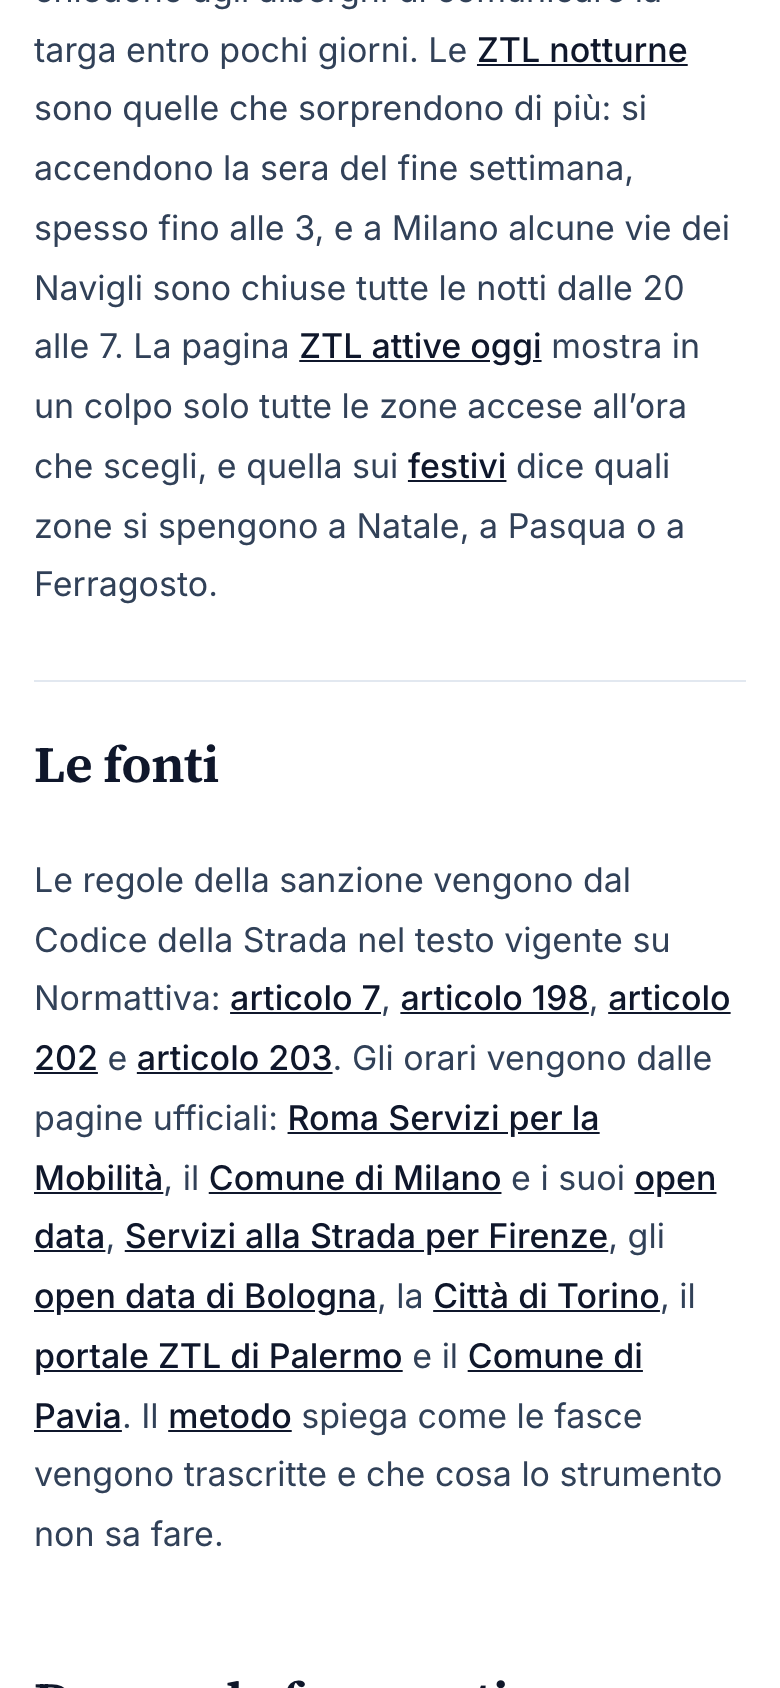 chiedono agli alberghi di comunicare la
targa entro pochi giorni. Le ZTL notturne
sono quelle che sorprendono di più: si
accendono la sera del fine settimana,
spesso fino alle 3, e a Milano alcune vie dei
Navigli sono chiuse tutte le notti dalle 20
alle 7. La pagina ZTL attive oggi mostra in
un colpo solo tutte le zone accese all’ora
che scegli, e quella sui festivi dice quali
zone si spengono a Natale, a Pasqua o a
Ferragosto.
Le fonti
Le regole della sanzione vengono dal
Codice della Strada nel testo vigente su
Normattiva: articolo 7, articolo 198, articolo
202 e articolo 203. Gli orari vengono dalle
pagine ufficiali: Roma Servizi per la
Mobilità, il Comune di Milano e i suoi open
data, Servizi alla Strada per Firenze, gli
open data di Bologna, la Città di Torino, il
portale ZTL di Palermo e il Comune di
Pavia. Il metodo spiega come le fasce
vengono trascritte e che cosa lo strumento
non sa fare.